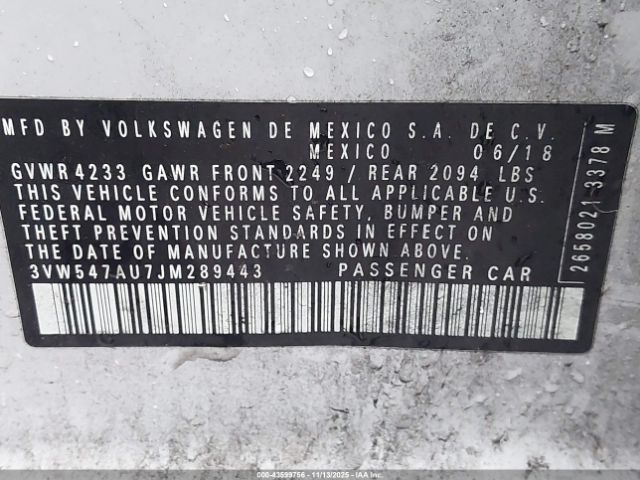 MFD BY VOLKSWAGEN DE MEXICO S.A. DE C.V.
MEXICO 06/18
GVWR 4233 GAWR FRONT 2249 / REAR 2094 LBS
THIS VEHICLE CONFORMS TO ALL APPLICABLE U.S.
FEDERAL MOTOR VEHICLE SAFETY, BUMPER AND
THEFT PREVENTION STANDARDS IN EFFECT ON
THE DATE OF MANUFACTURE SHOWN ABOVE.
3VW547AU7JM289443 PASSENGER CAR
2658021-3378 M
000-43599756 - 11/13/2025 - IAAI.COM